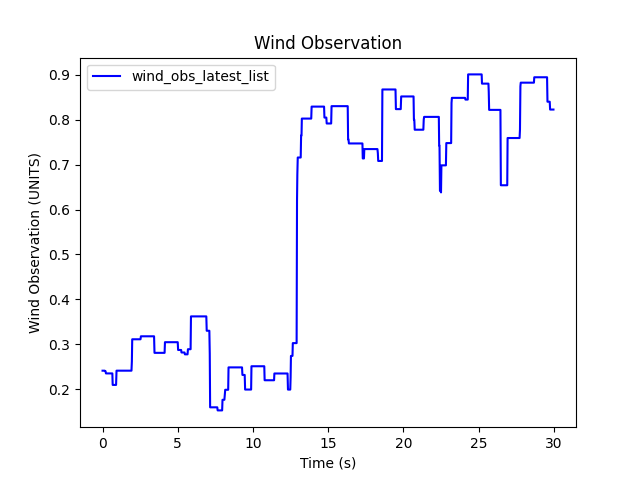 Wind Observation
wind_obs_latest_list
Wind Observation (UNITS)
0.9
0.8
0.7
0.6
0.5
0.4
0.3
0.2
0 5 10 15 20 25 30
Time (s)